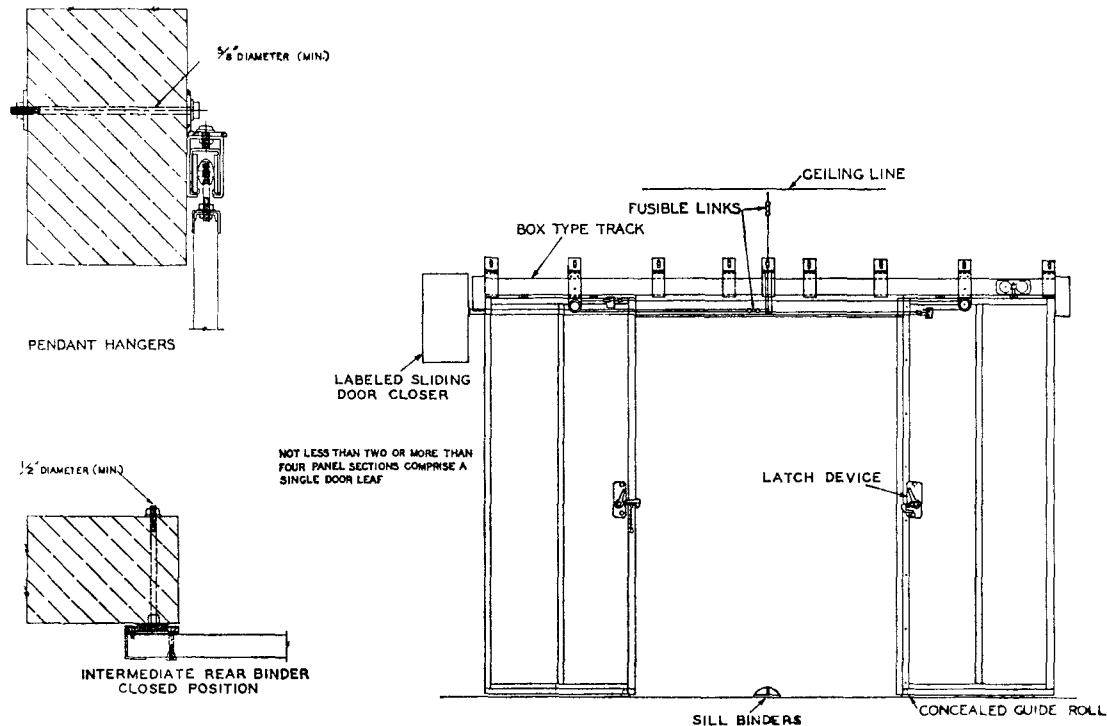 5/8" DIAMETER (MIN.)
PENDANT HANGERS
CEILING LINE
FUSIBLE LINKS
BOX TYPE TRACK
LABELED SLIDING
DOOR CLOSER
NOT LESS THAN TWO OR MORE THAN
FOUR PANEL SECTIONS COMPRISE A
SINGLE DOOR LEAF
LATCH DEVICE
1/2" DIAMETER (MIN.)
INTERMEDIATE REAR BINDER
CLOSED POSITION
SILL BINDERS
CONCEALED GUIDE ROLL